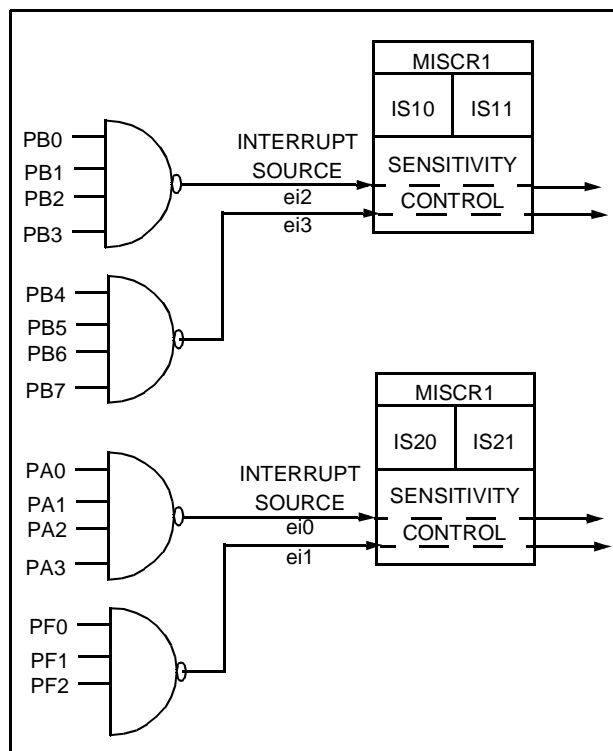 MISCR1
IS10 IS11
SENSITIVITY
CONTROL
PB0
PB1
PB2
PB3
INTERRUPT
SOURCE
ei2
ei3
PB4
PB5
PB6
PB7
MISCR1
IS20 IS21
SENSITIVITY
CONTROL
PA0
PA1
PA2
PA3
INTERRUPT
SOURCE
ei0
ei1
PF0
PF1
PF2